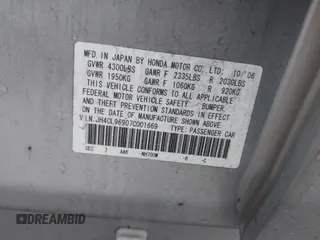 MFD. IN JAPAN BY HONDA MOTOR CO., LTD. 10/06
GVWR 4300LBS GAWR F 2335LBS R 2030LBS
GVWR 1950KG GAWR F 1060KG R 920KG
THIS VEHICLE CONFORMS TO ALL APPLICABLE
FEDERAL MOTOR VEHICLE SAFETY, BUMPER,
AND THEFT PREVENTION STANDARDS IN EFFECT
ON THE DATE OF MANUFACTURE SHOWN ABOVE.
V.I.N. JH4CL96907C001669 TYPE: PASSENGER CAR
NH700M
DREAMBID